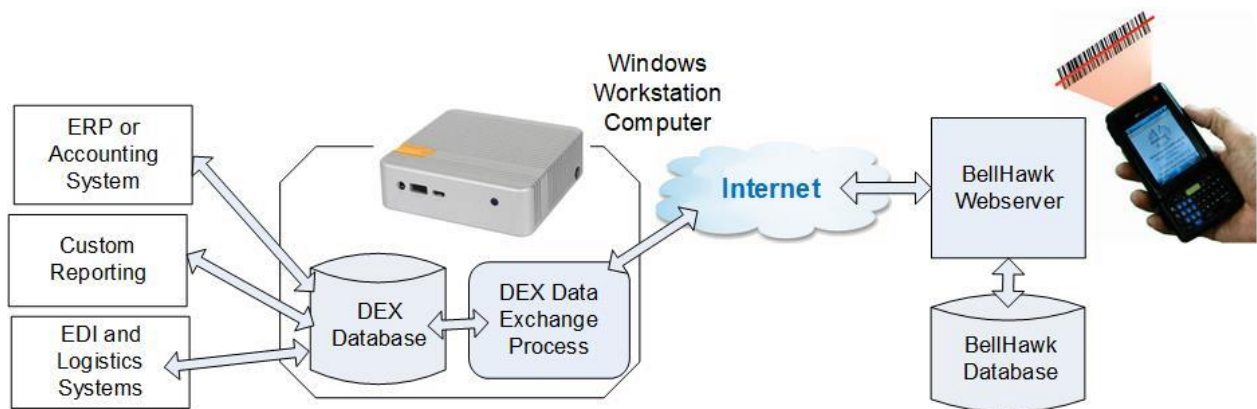 Windows
Workstation
Computer
ERP or
Accounting
System
Custom
Reporting
EDI and
Logistics
Systems
DEX
Database
DEX Data
Exchange
Process
Internet
BellHawk
Webserver
BellHawk
Database